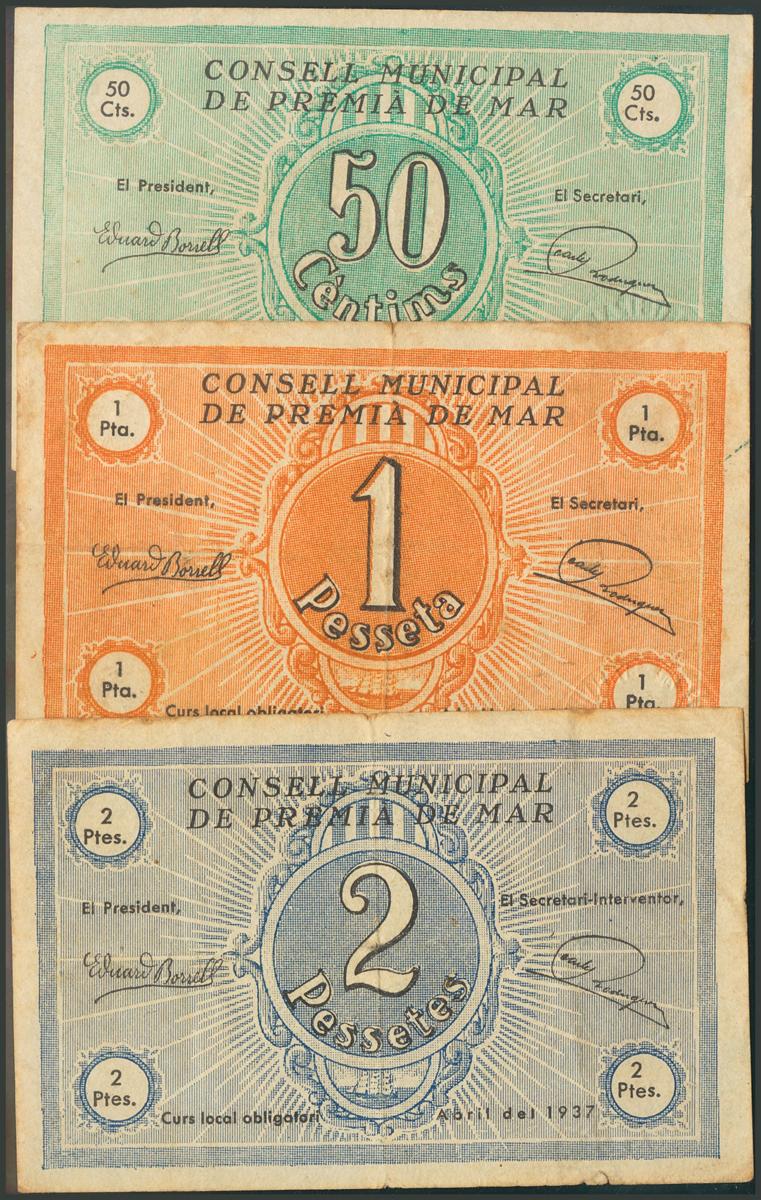 CONSELL MUNICIPAL
DE PREMIÀ DE MAR
50 Cts.
50 Cts.
El President,
El Secretari,
Eduard Borrell
50
Cèntims
CONSELL MUNICIPAL
DE PREMIÀ DE MAR
1 Pta.
1 Pta.
El President,
El Secretari,
Eduard Borrell
1
Pesseta
1 Pta.
1 Pta.
Curs local obligatori
CONSELL MUNICIPAL
DE PREMIÀ DE MAR
2 Ptes.
2 Ptes.
El President,
El Secretari-Interventor,
Eduard Borrell
2
Pessetes
2 Ptes.
2 Ptes.
Curs local obligatori
Abril del 1937